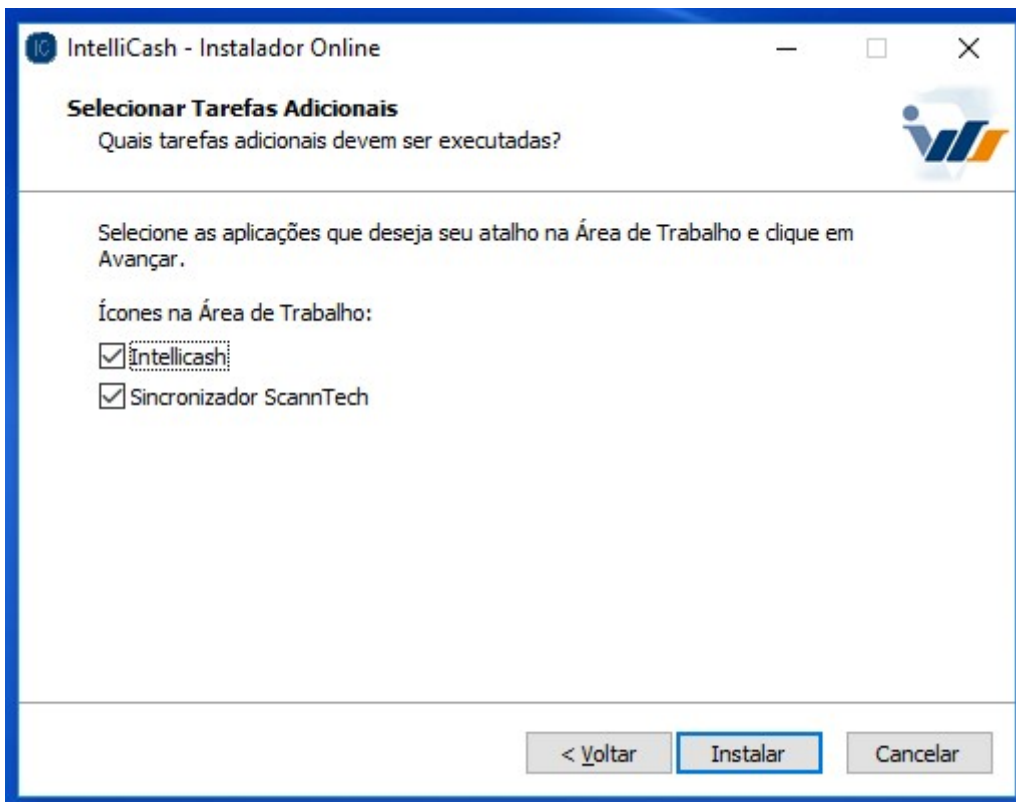 IC IntelliCash - Instalador Online
Selecionar Tarefas Adicionais
Quais tarefas adicionais devem ser executadas?
Selecione as aplicações que deseja seu atalho na Área de Trabalho e clique em
Avançar.
Ícones na Área de Trabalho:
Intellicash
Sincronizador ScannTech
< Voltar
Instalar
Cancelar